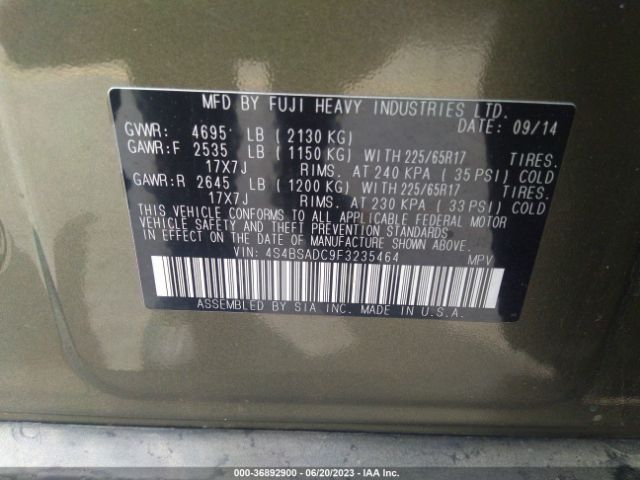 MFD BY FUJI HEAVY INDUSTRIES LTD.
DATE: 09/14
GVWR: 4695 LB ( 2130 KG)
GAWR:F 2535 LB ( 1150 KG) WITH 225/65R17 TIRES.
17X7J RIMS. AT 240 KPA ( 35 PSI) COLD
GAWR:R 2645 LB ( 1200 KG) WITH 225/65R17 TIRES.
17X7J RIMS. AT 230 KPA ( 33 PSI) COLD
THIS VEHICLE CONFORMS TO ALL APPLICABLE FEDERAL MOTOR
VEHICLE SAFETY, BUMPER, AND THEFT PREVENTION STANDARDS
IN EFFECT ON THE DATE OF MANUFACTURE SHOWN ABOVE.
VIN: 4S4BSADC9F3235464 MPV
ASSEMBLED BY SIA INC. MADE IN U.S.A.
000-36892900 - 06/20/2023 - IAA Inc.